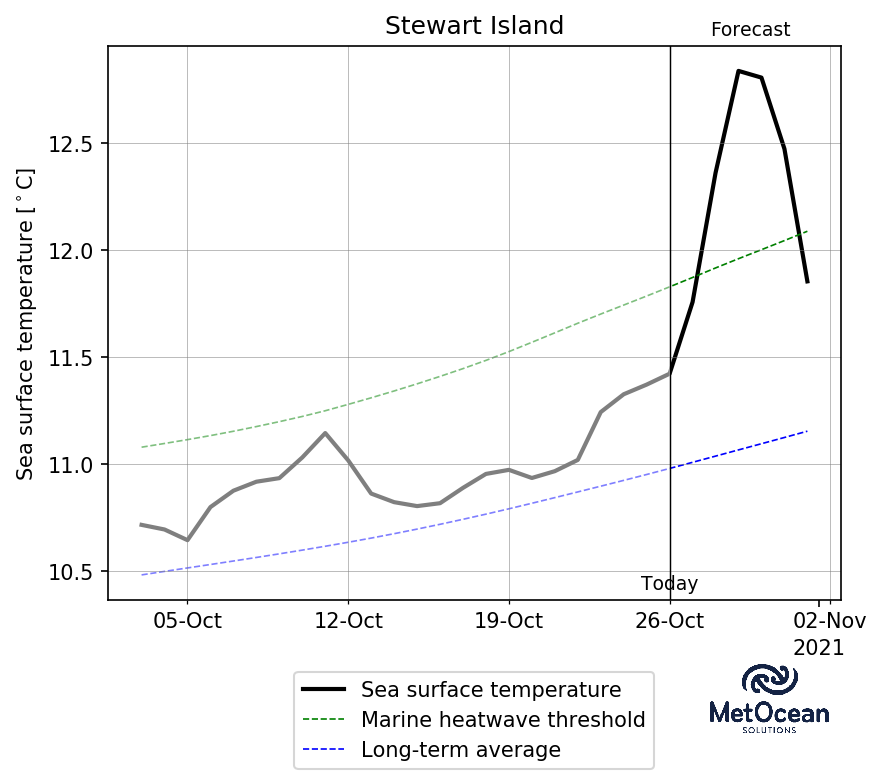 Stewart Island
Forecast
Sea surface temperature [°C]
12.5
12.0
11.5
11.0
10.5
Today
05-Oct
12-Oct
19-Oct
26-Oct
02-Nov
2021
Sea surface temperature
Marine heatwave threshold
Long-term average
MetOcean
SOLUTIONS